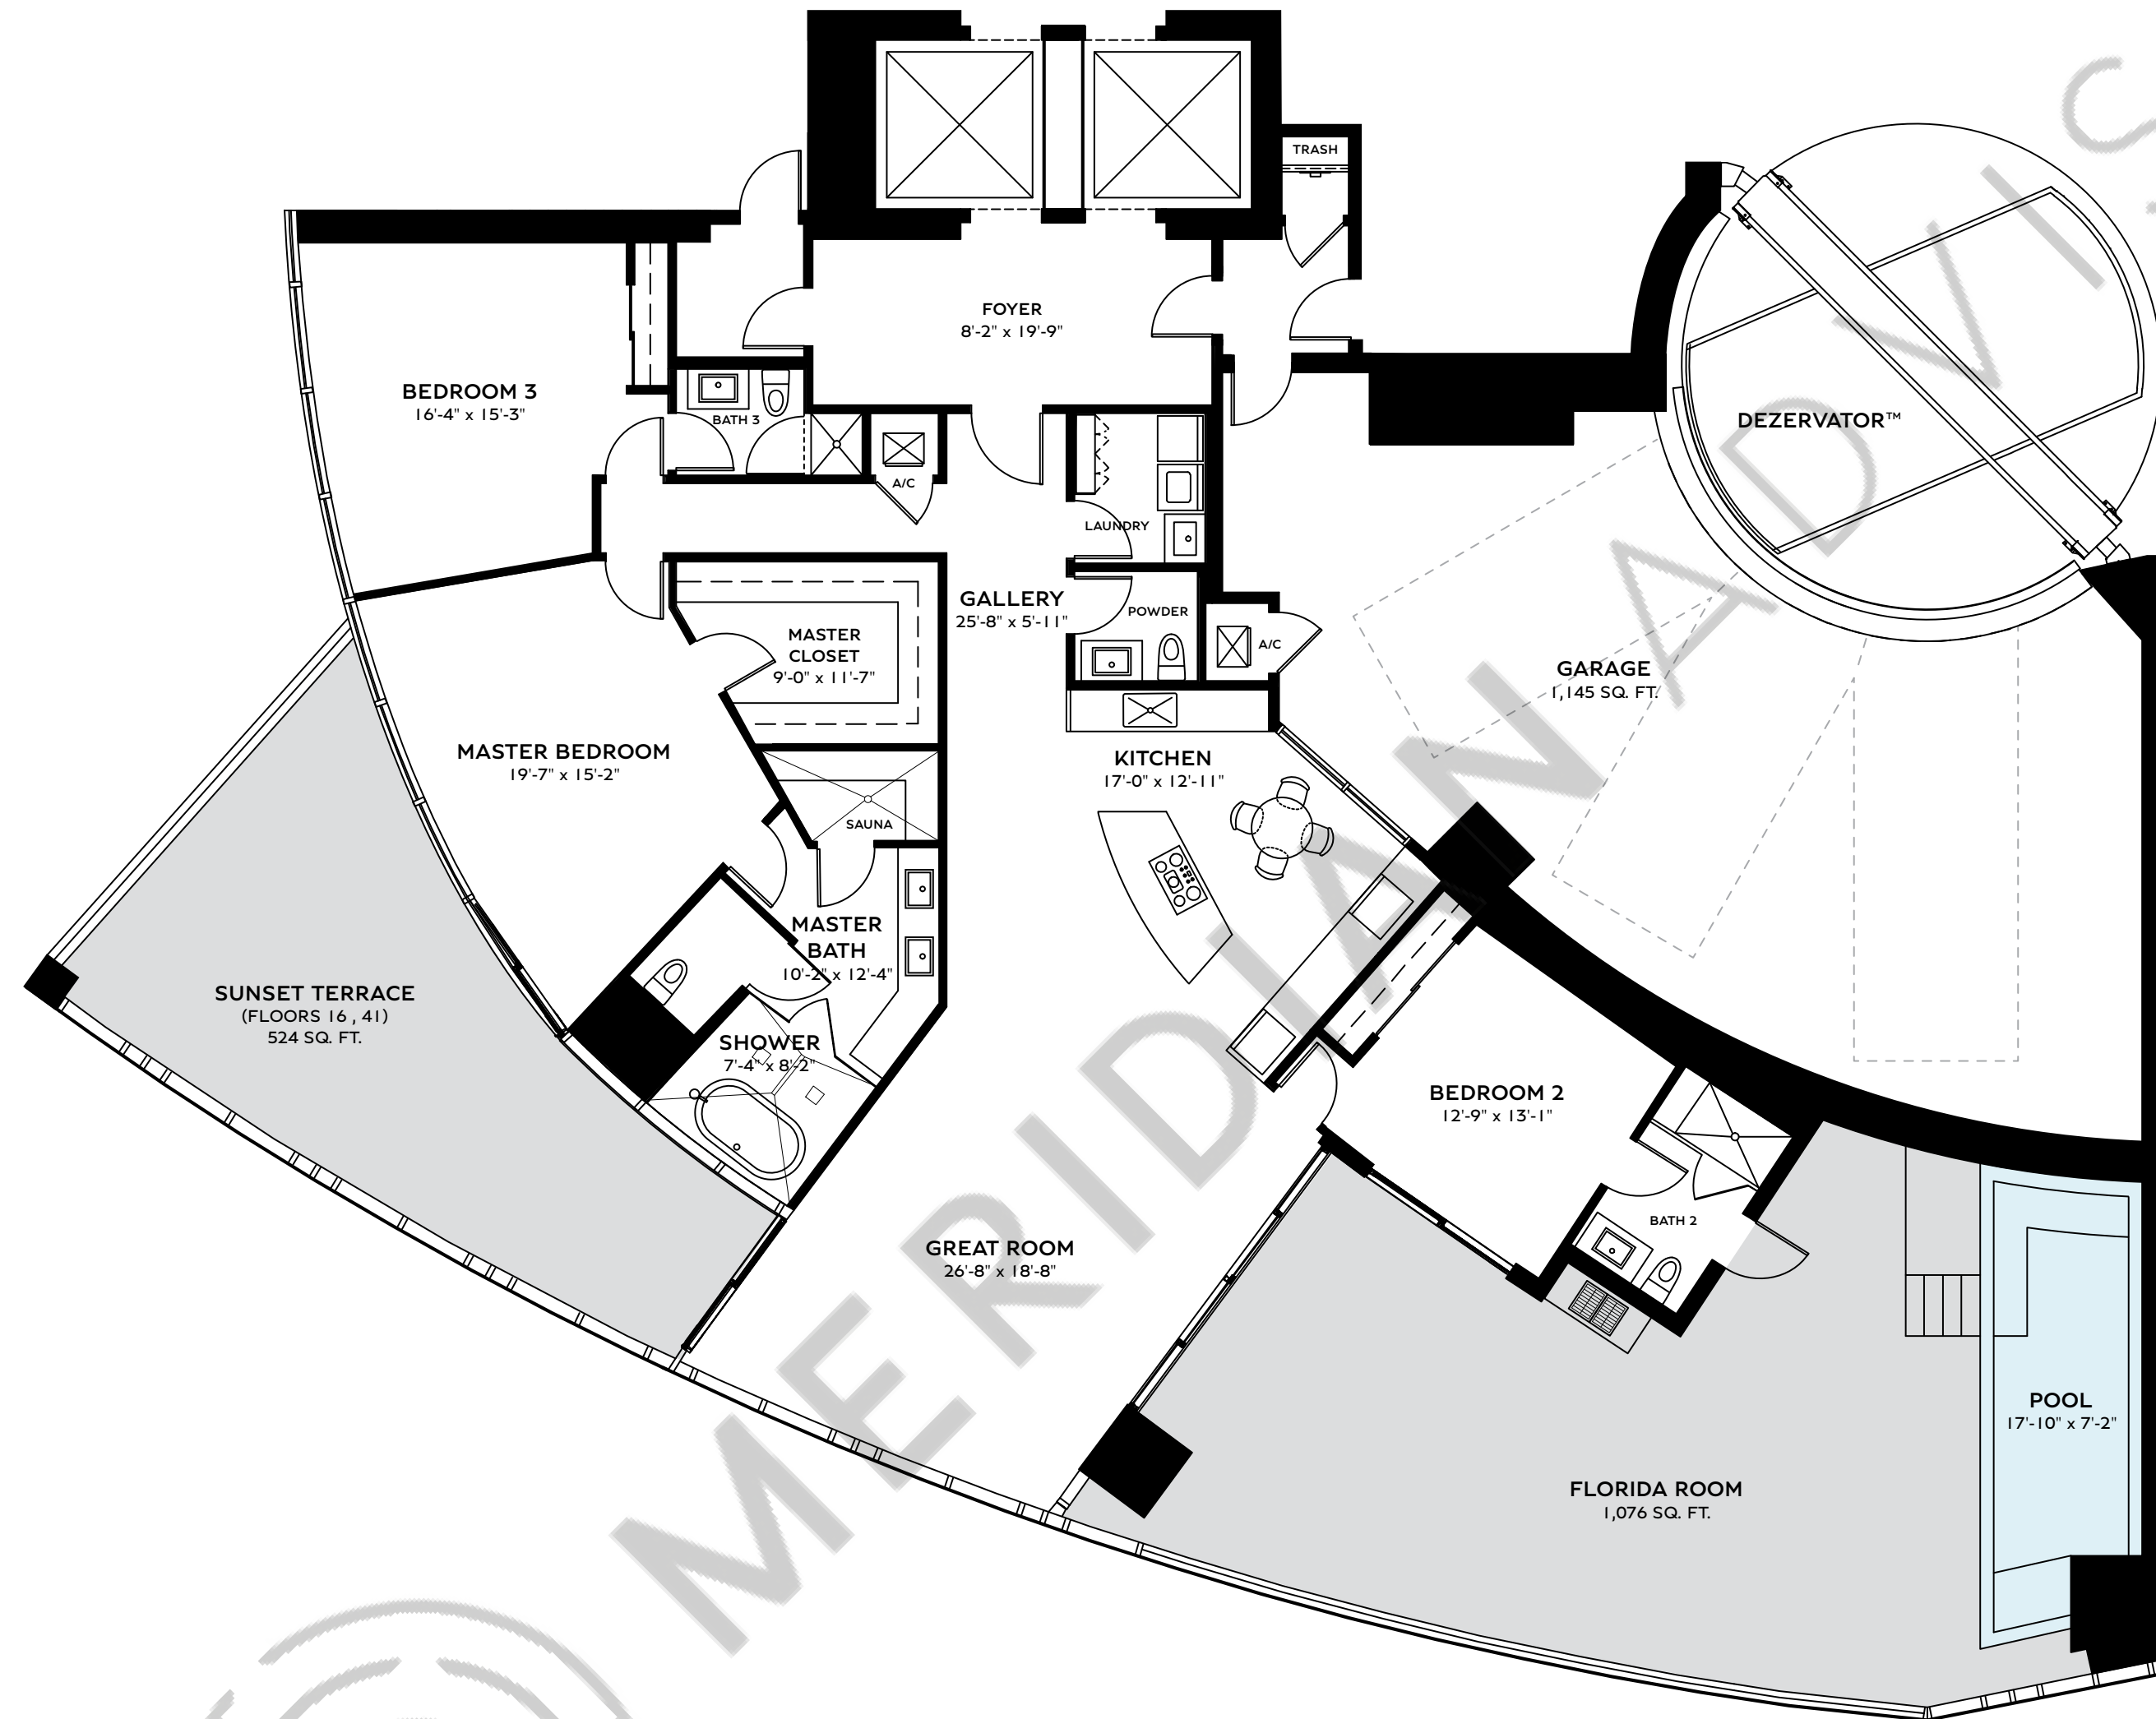 TRASH
FOYER
8'-2" x 19'-9"
BEDROOM 3
16'-4" x 15'-3"
BATH 3
DEZERVATOR™
A/C
LAUNDRY
GALLERY
25'-8" x 5'-11"
POWDER
MASTER
CLOSET
9'-0" x 11'-7"
A/C
GARAGE
1,145 SQ. FT.
MASTER BEDROOM
19'-7" x 15'-2"
KITCHEN
17'-0" x 12'-11"
SAUNA
MASTER
BATH
10'-2" x 12'-4"
SUNSET TERRACE
(FLOORS 16 , 41)
524 SQ. FT.
SHOWER
7'-4" x 8'-2"
BEDROOM 2
12'-9" x 13'-1"
BATH 2
GREAT ROOM
26'-8" x 18'-8"
POOL
17'-10" x 7'-2"
FLORIDA ROOM
1,076 SQ. FT.
MERIDIAN ADVIS